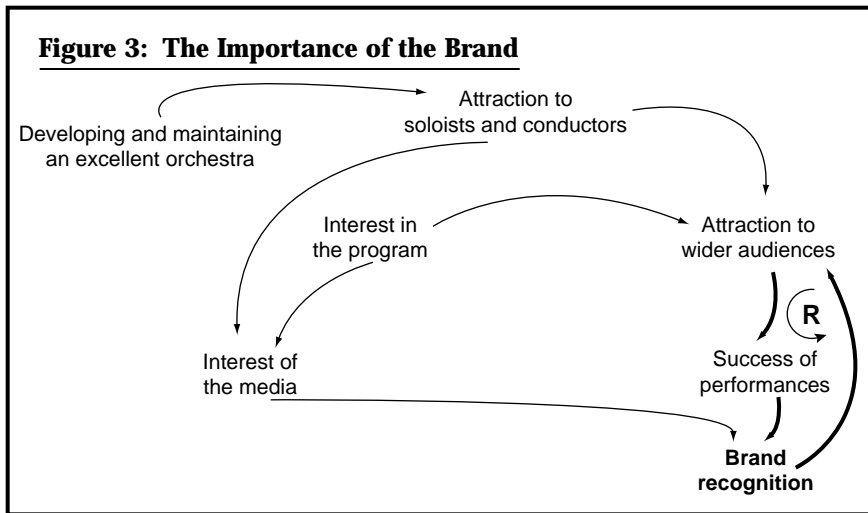 Figure 3: The Importance of the Brand
Attraction to
soloists and conductors
Developing and maintaining
an excellent orchestra
Interest in
the program
Attraction to
wider audiences
R
Interest of
the media
Success of
performances
Brand
recognition